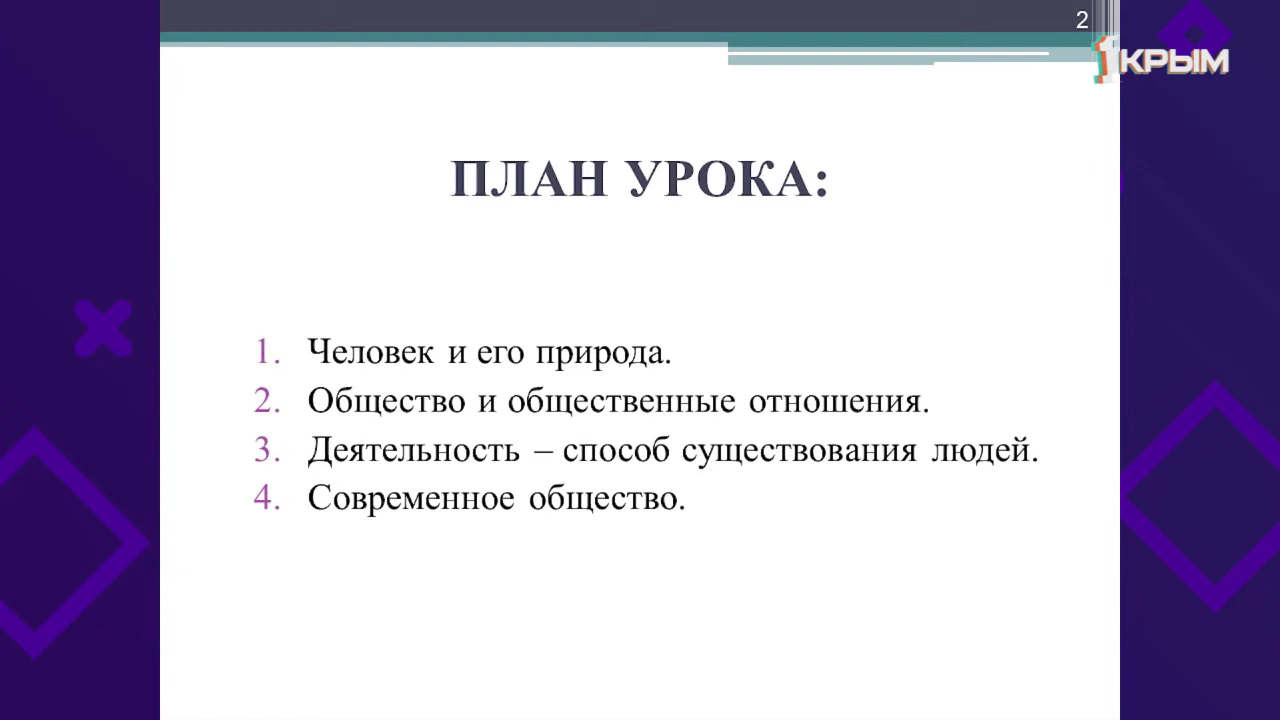 2
1КРЫМ
ПЛАН УРОКА:
1. Человек и его природа.
2. Общество и общественные отношения.
3. Деятельность – способ существования людей.
4. Современное общество.